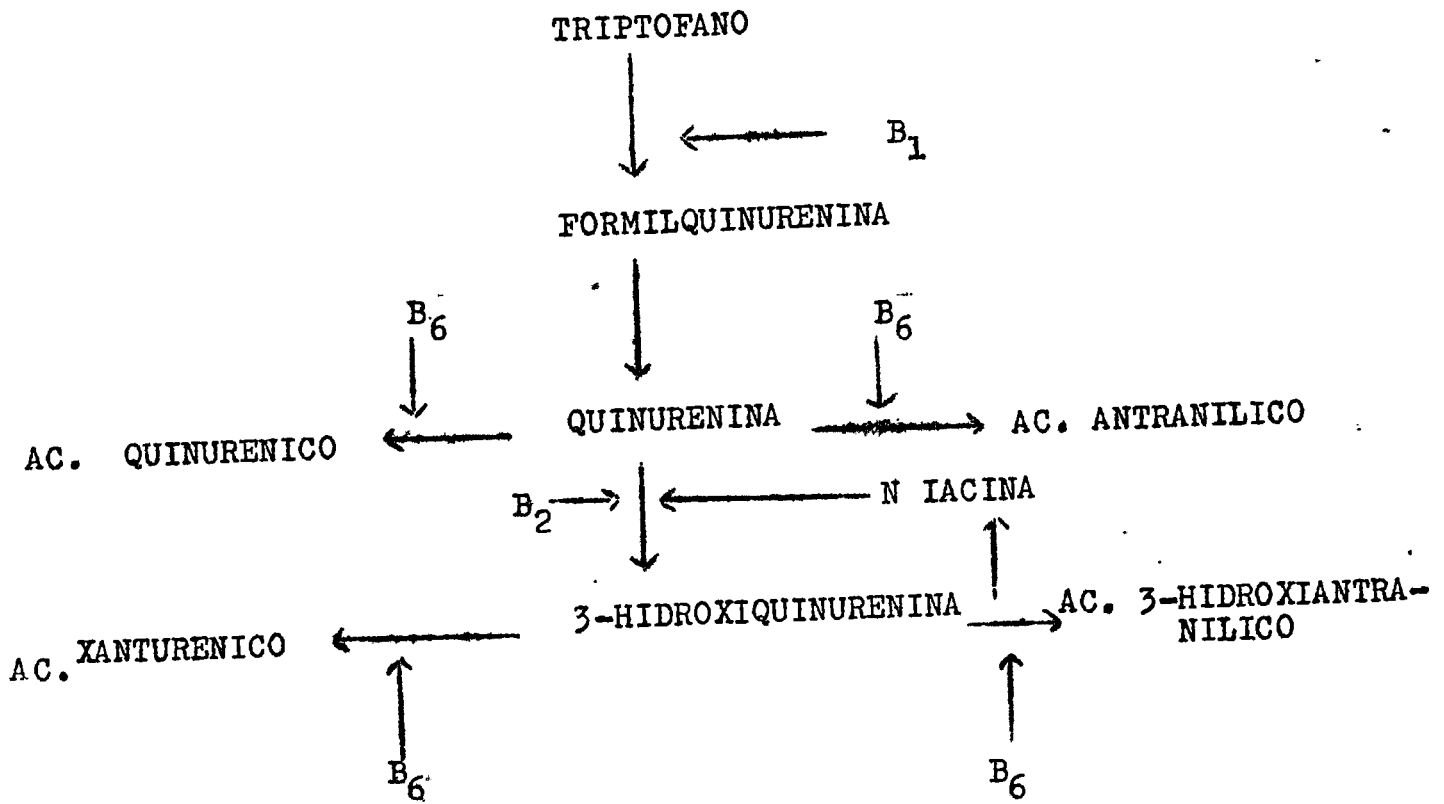 TRIPTOFANO
B₁
FORMILQUINURENINA
B₆ B₆
AC. QUINURENICO QUINURENINA AC. ANTRANILICO
B₂ N IACINA
AC. XANTURENICO 3-HIDROXIQUINURENINA AC. 3-HIDROXIANTRA-
NILICO
B₆ B₆